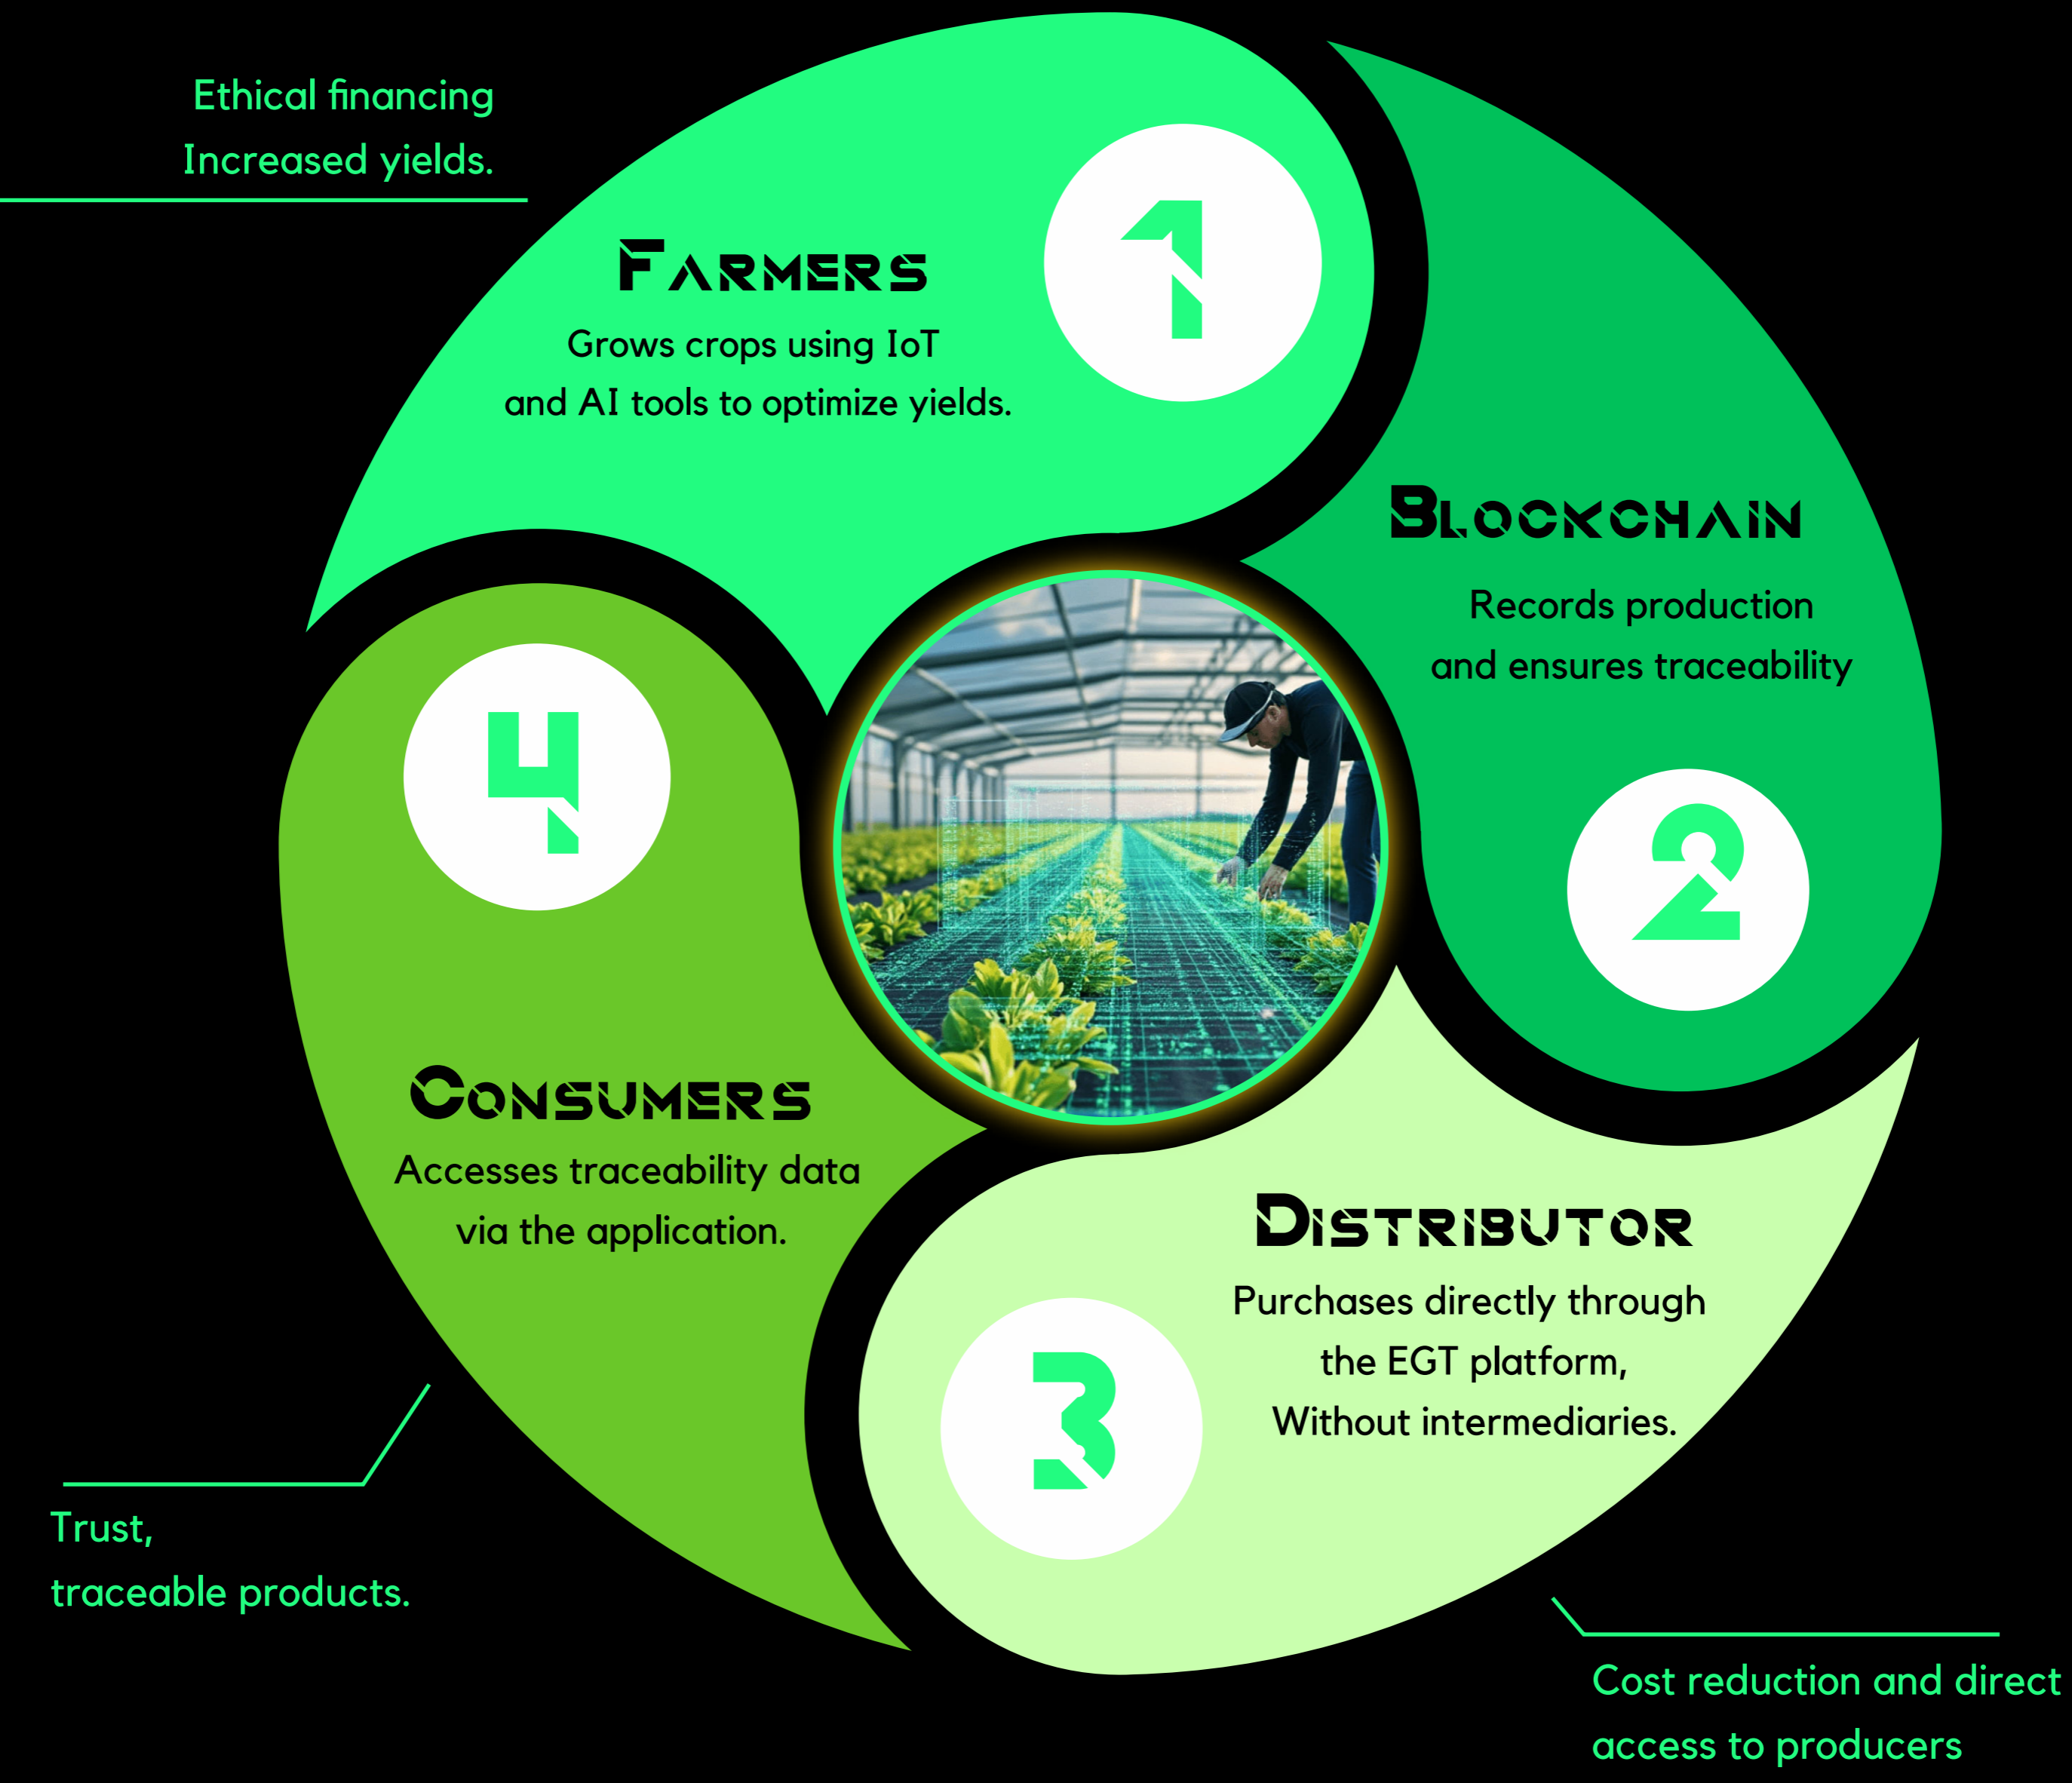 Ethical financing
Increased yields.
1
Farmers
Grows crops using IoT
and AI tools to optimize yields.
Blockchain
Records production
and ensures traceability
2
Distributor
Purchases directly through
the EGT platform,
Without intermediaries.
3
Cost reduction and direct
access to producers
4
Consumers
Accesses traceability data
via the application.
Trust,
traceable products.